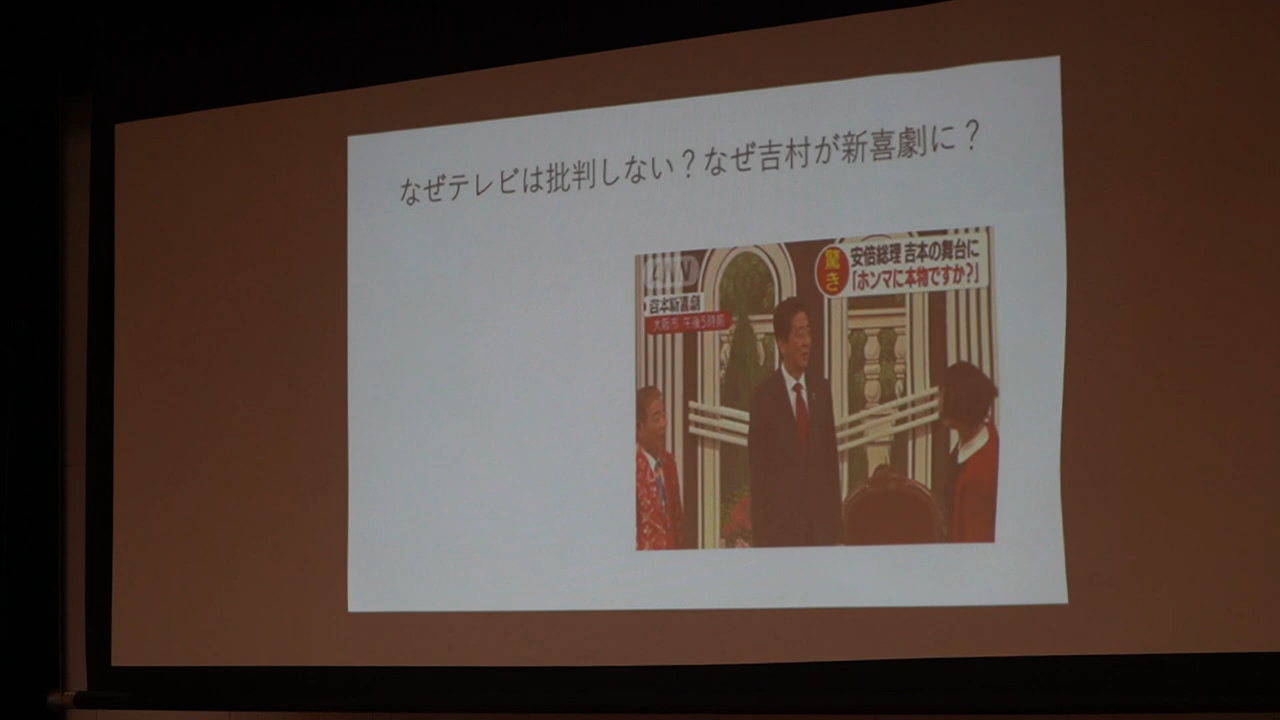 なぜテレビは批判しない？なぜ吉村が新喜劇に？
ANN
驚き
安倍総理 吉本の舞台に
「ホンマに本物ですか？」
吉本新喜劇
大阪市 午後5時前